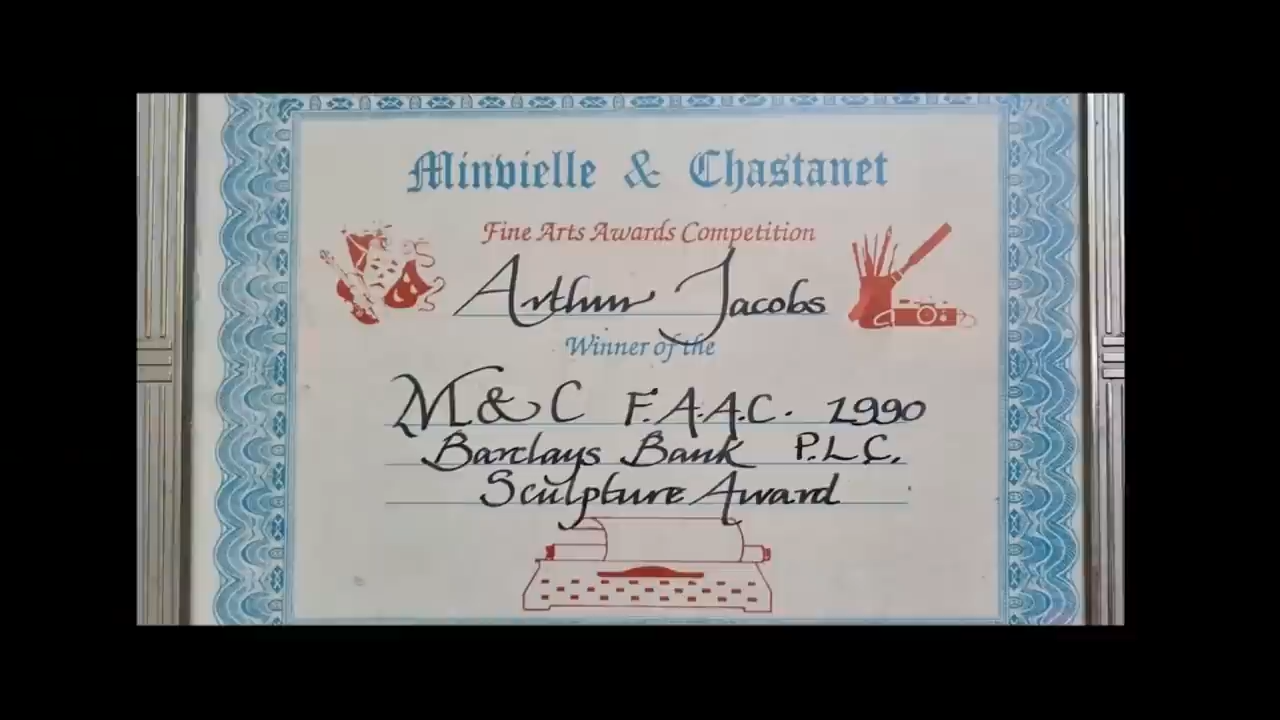 Minvielle & Chastanet
Fine Arts Awards Competition
Arthur Jacobs
Winner of the
M & C F.A.A.C. 1990
Barclays Bank P.L.C.
Sculpture Award